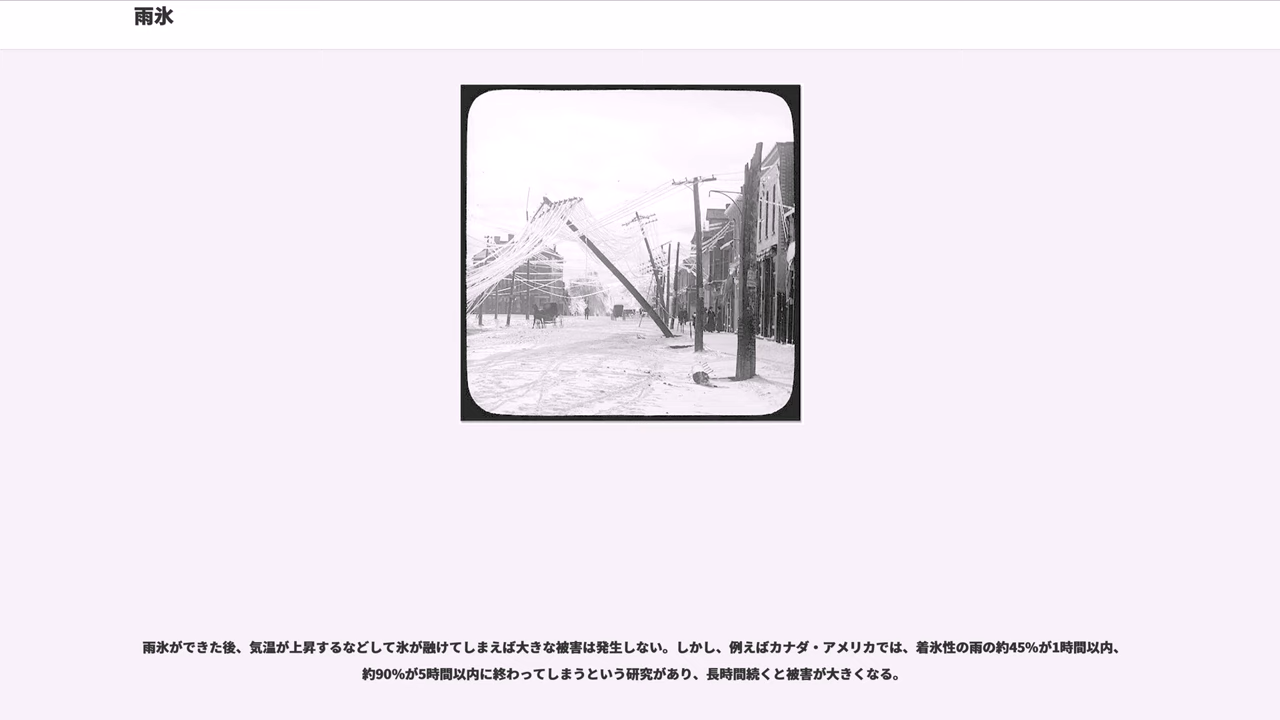 雨氷
雨氷ができた後、気温が上昇するなどして氷が融けてしまえば大きな被害は発生しない。しかし、例えばカナダ・アメリカでは、着氷性の雨の約45%が1時間以内、
約90%が5時間以内に終わってしまうという研究があり、長時間続くと被害が大きくなる。